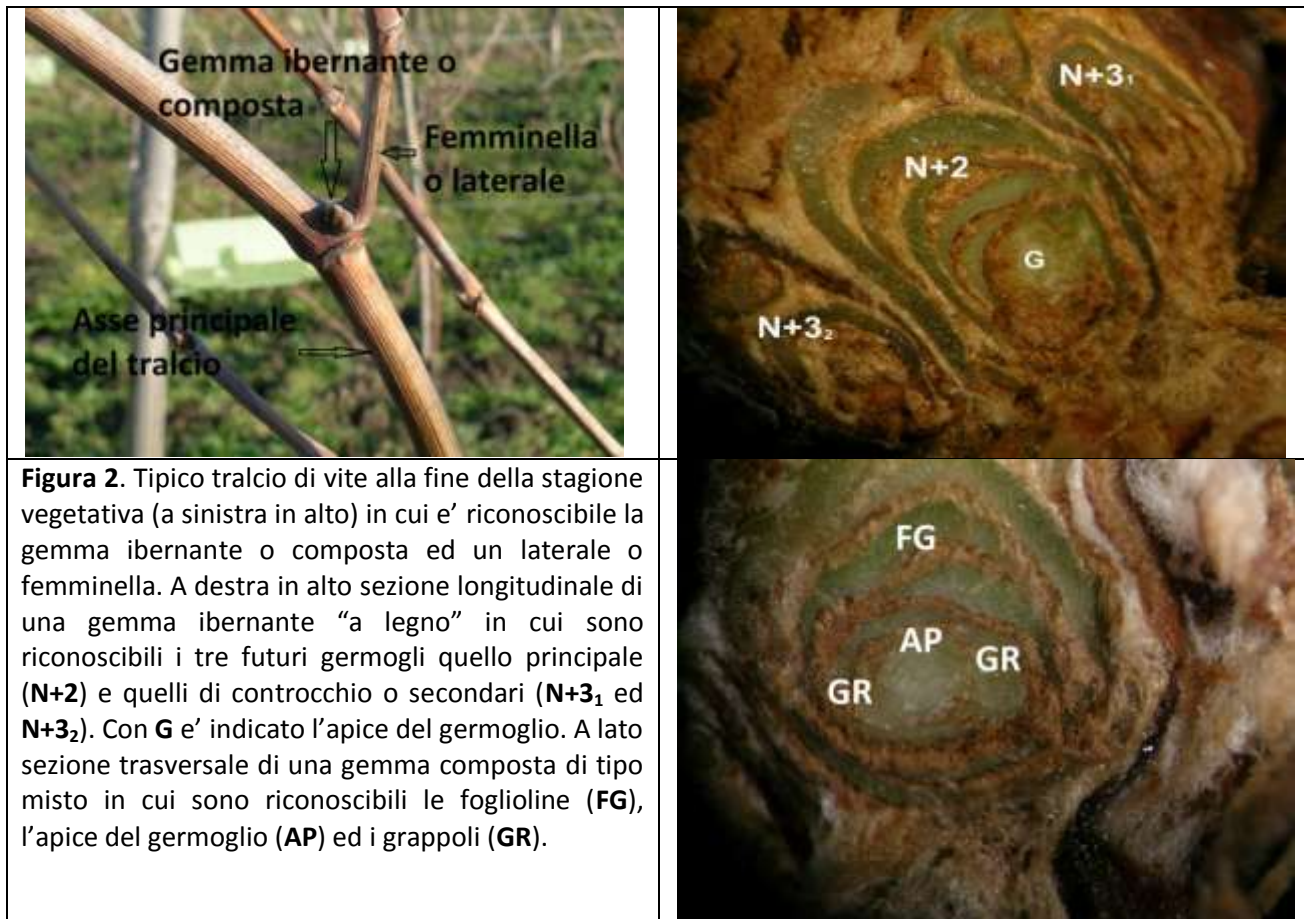 Gemma ibernante o
composta
Femminella
o laterale
Asse principale
del tralcio
N+3₁
N+2
G
N+3₂
Figura 2. Tipico tralcio di vite alla fine della stagione
vegetativa (a sinistra in alto) in cui e' riconoscibile la
gemma ibernante o composta ed un laterale o
femminella. A destra in alto sezione longitudinale di
una gemma ibernante “a legno” in cui sono
riconoscibili i tre futuri germogli quello principale
(N+2) e quelli di controcchio o secondari (N+3₁ ed
N+3₂). Con G e' indicato l’apice del germoglio. A lato
sezione trasversale di una gemma composta di tipo
misto in cui sono riconoscibili le foglioline (FG),
l’apice del germoglio (AP) ed i grappoli (GR).
FG
AP
GR
GR